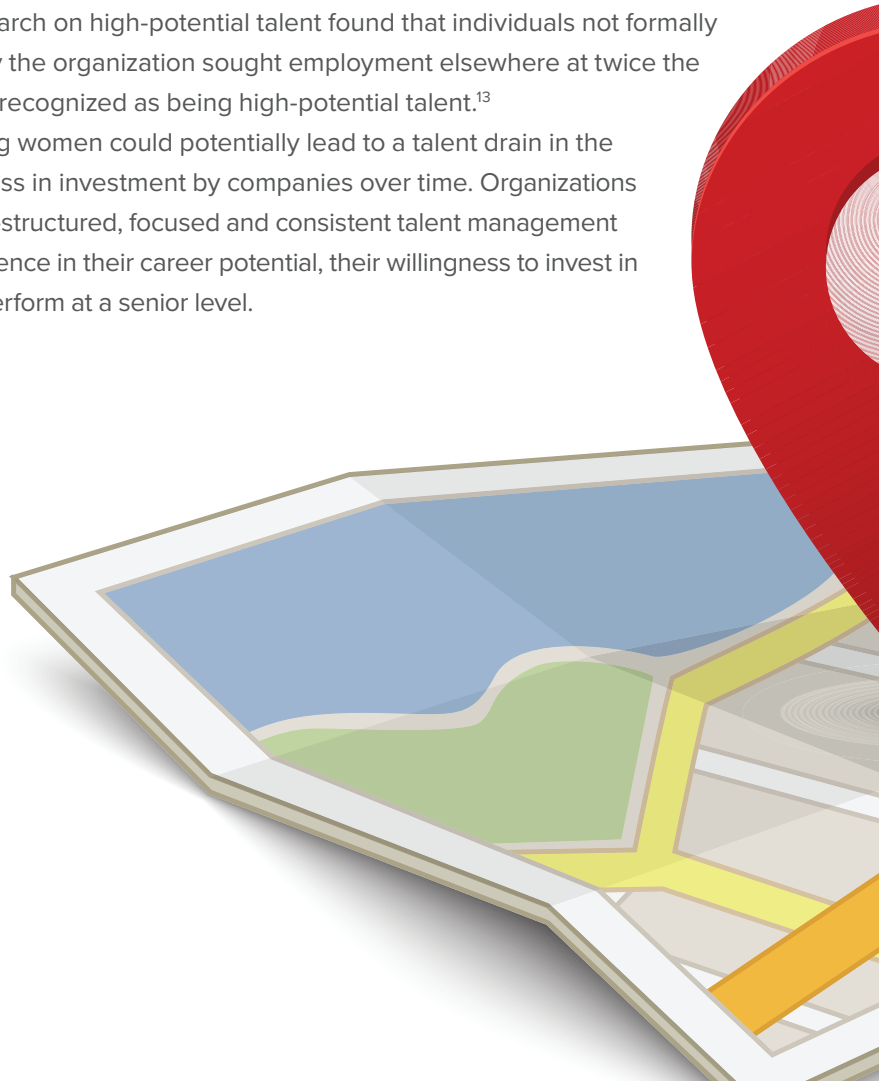 arch on high-potential talent found that individuals not formally
the organization sought employment elsewhere at twice the
recognized as being high-potential talent.13
g women could potentially lead to a talent drain in the
ss in investment by companies over time. Organizations
structured, focused and consistent talent management
ence in their career potential, their willingness to invest in
erform at a senior level.